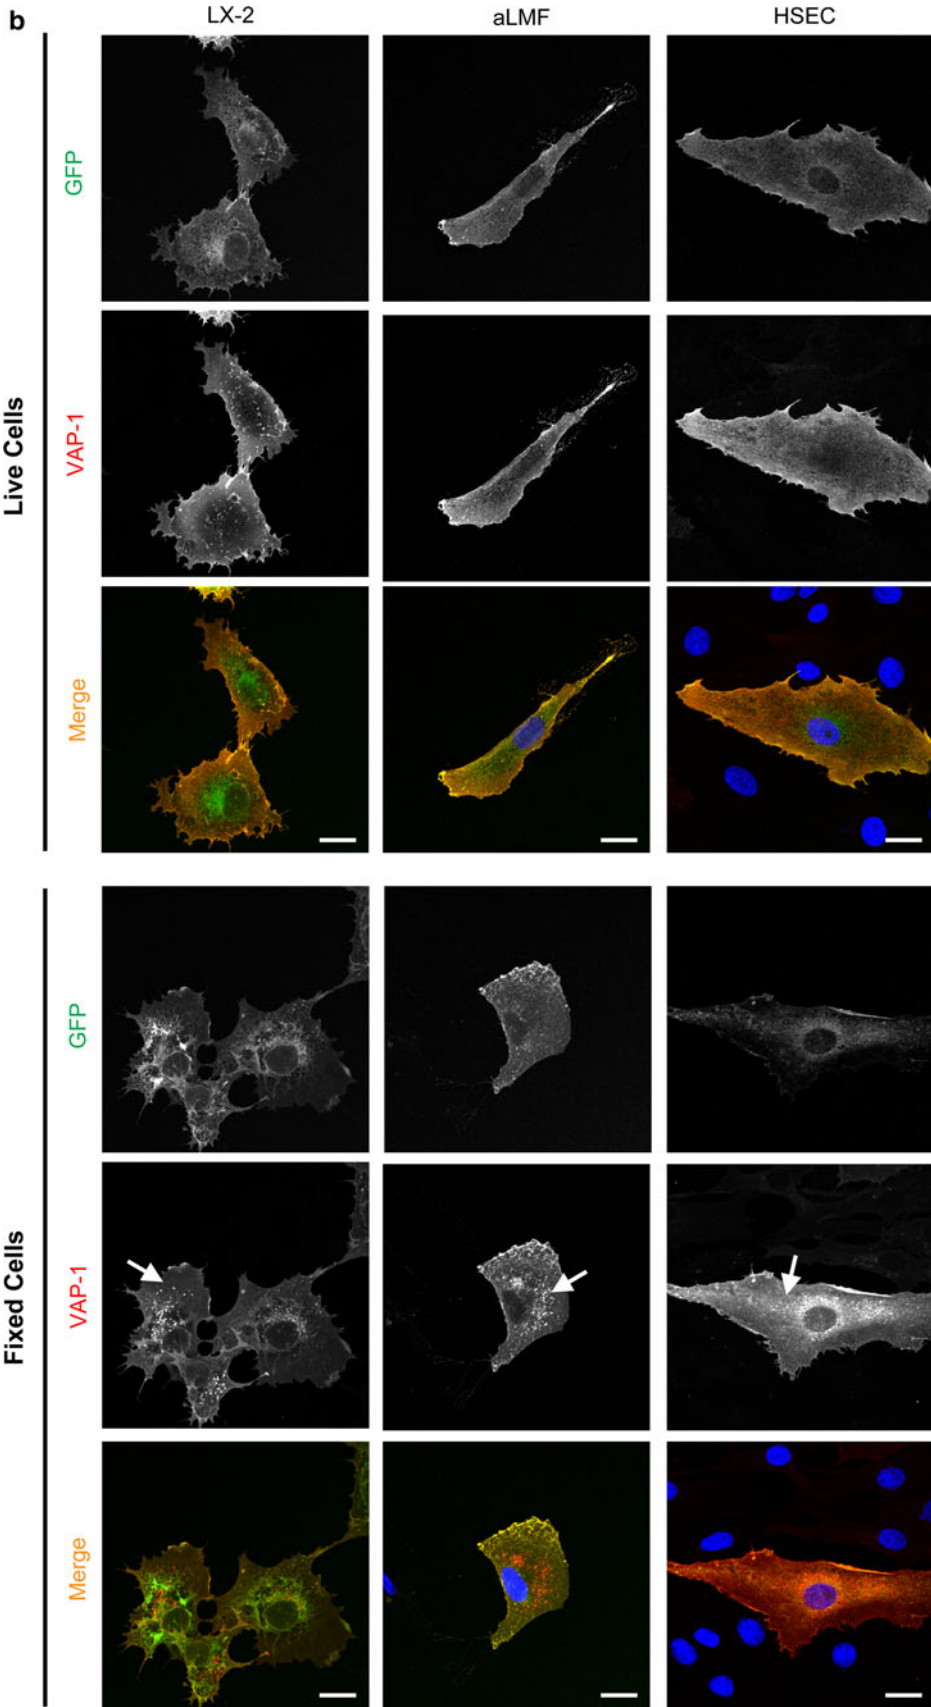 b
LX-2
aLMF
HSEC
Live Cells
GFP
VAP-1
Merge
Fixed Cells
GFP
VAP-1
Merge